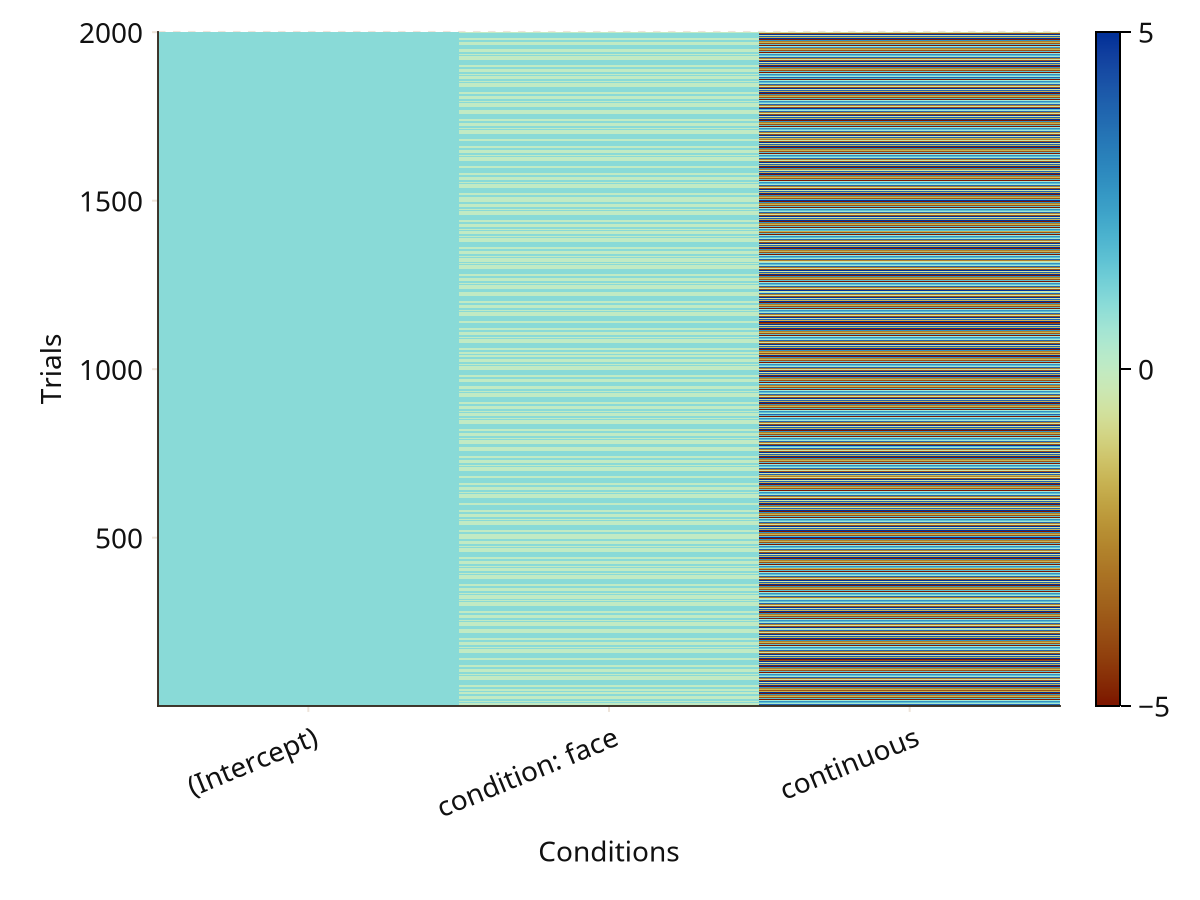 2000
1500
1000
500
Trials
(Intercept)
condition: face
continuous
Conditions
5
0
−5